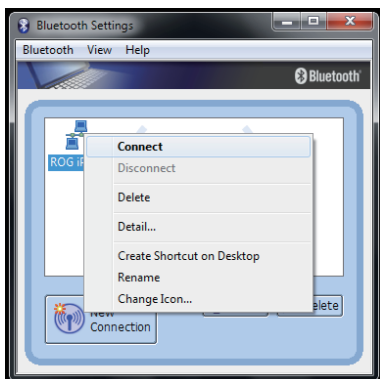 Bluetooth Settings
Bluetooth View Help
Bluetooth
ROG
Connect
Disconnect
Delete
Detail...
Create Shortcut on Desktop
Rename
Change Icon...
New
Connection